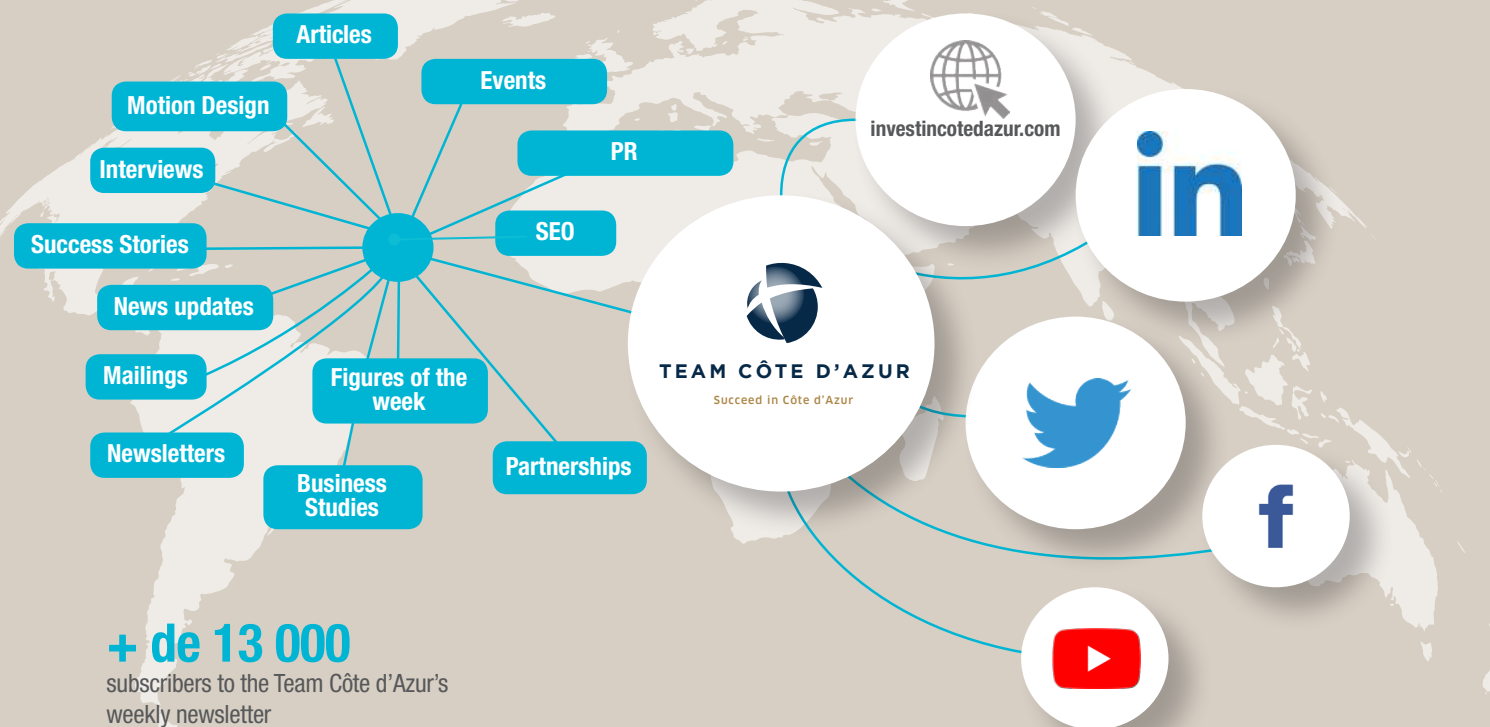 Articles
Events
Motion Design
PR
Interviews
SEO
Success Stories
News updates
Mailings
Figures of the
week
Newsletters
Business
Studies
Partnerships
TEAM CÔTE D'AZUR
Succeed in Côte d'Azur
investincotedazur.com
in
f
+ de 13 000
subscribers to the Team Côte d'Azur's
weekly newsletter